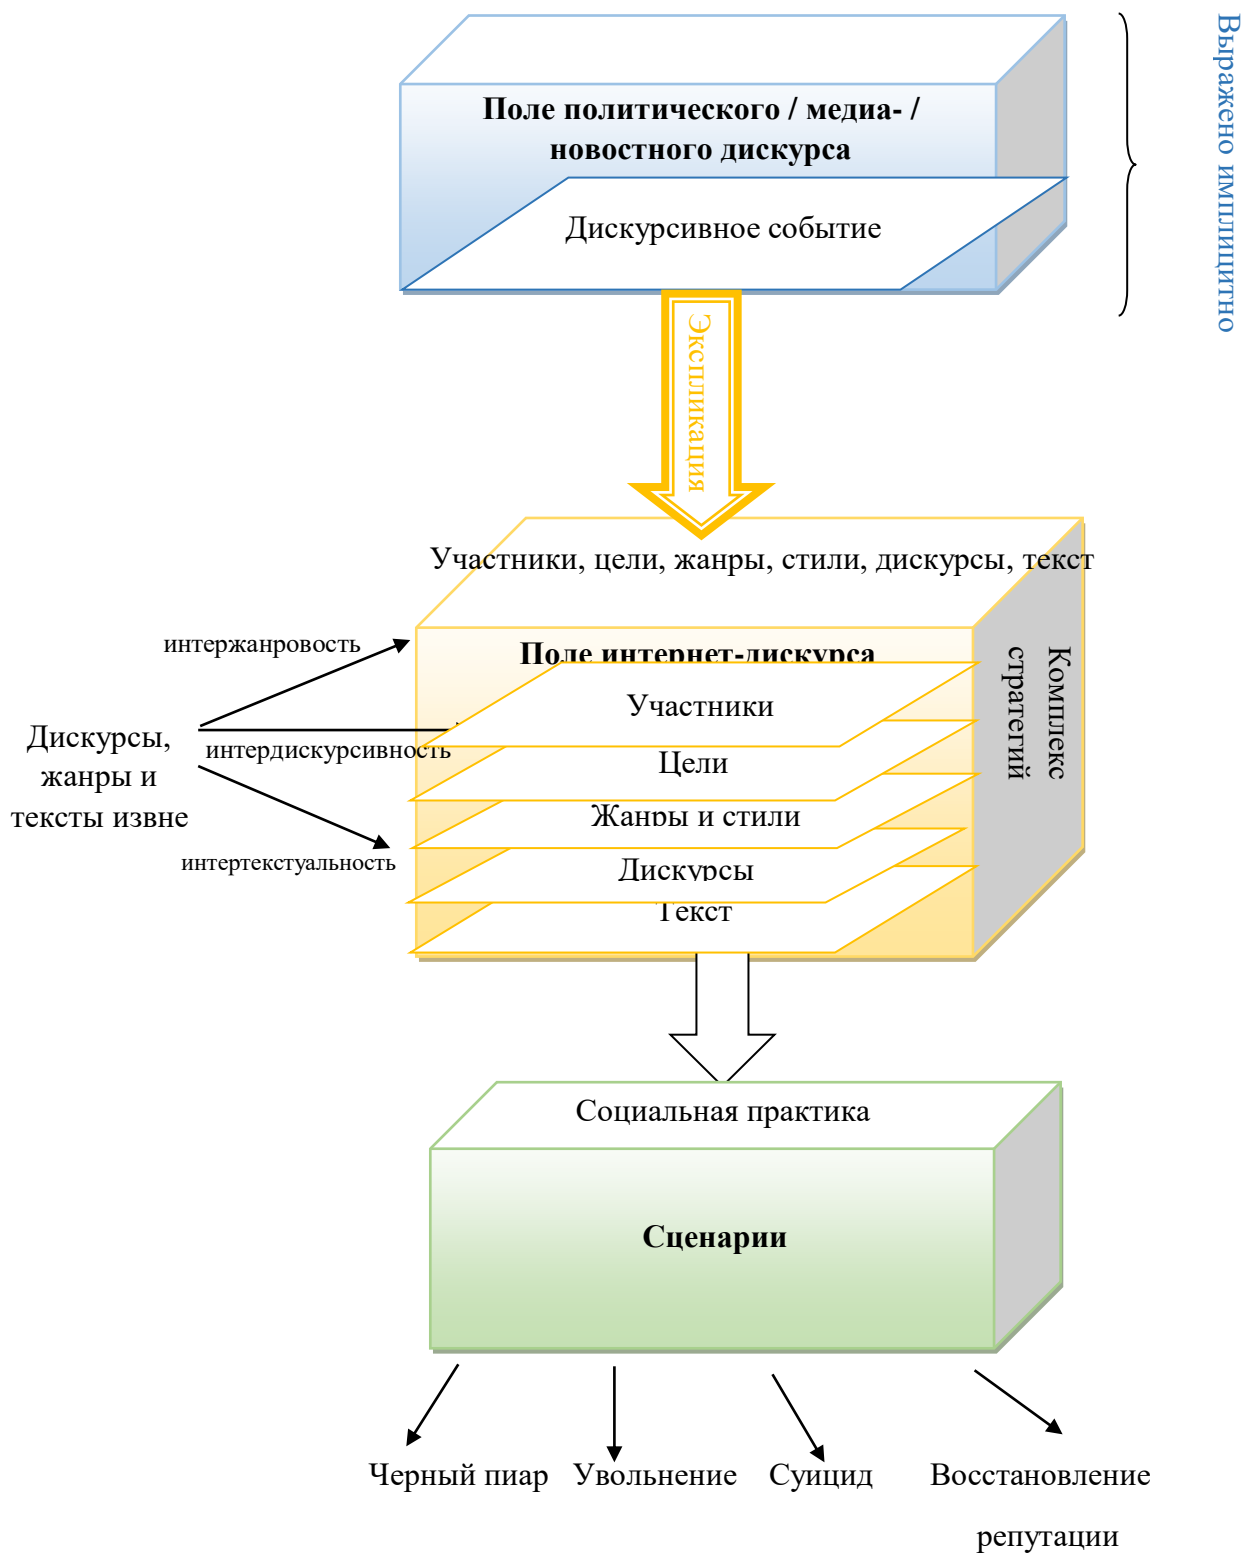 Поле политического / медиа- /
новостного дискурса
Дискурсивное событие
Выражено имплицитно
Экспликация
Участники, цели, жанры, стили, дискурсы, текст
интержанровость
Поле интернет-дискурса
Участники
Комплекс
стратегий
Дискурсы,
жанры и
тексты извне
интердискурсивность
Цели
Жанры и стили
интертекстуальность
Дискурсы
Текст
Социальная практика
Сценарии
Черный пиар
Увольнение
Суицид
Восстановление
репутации